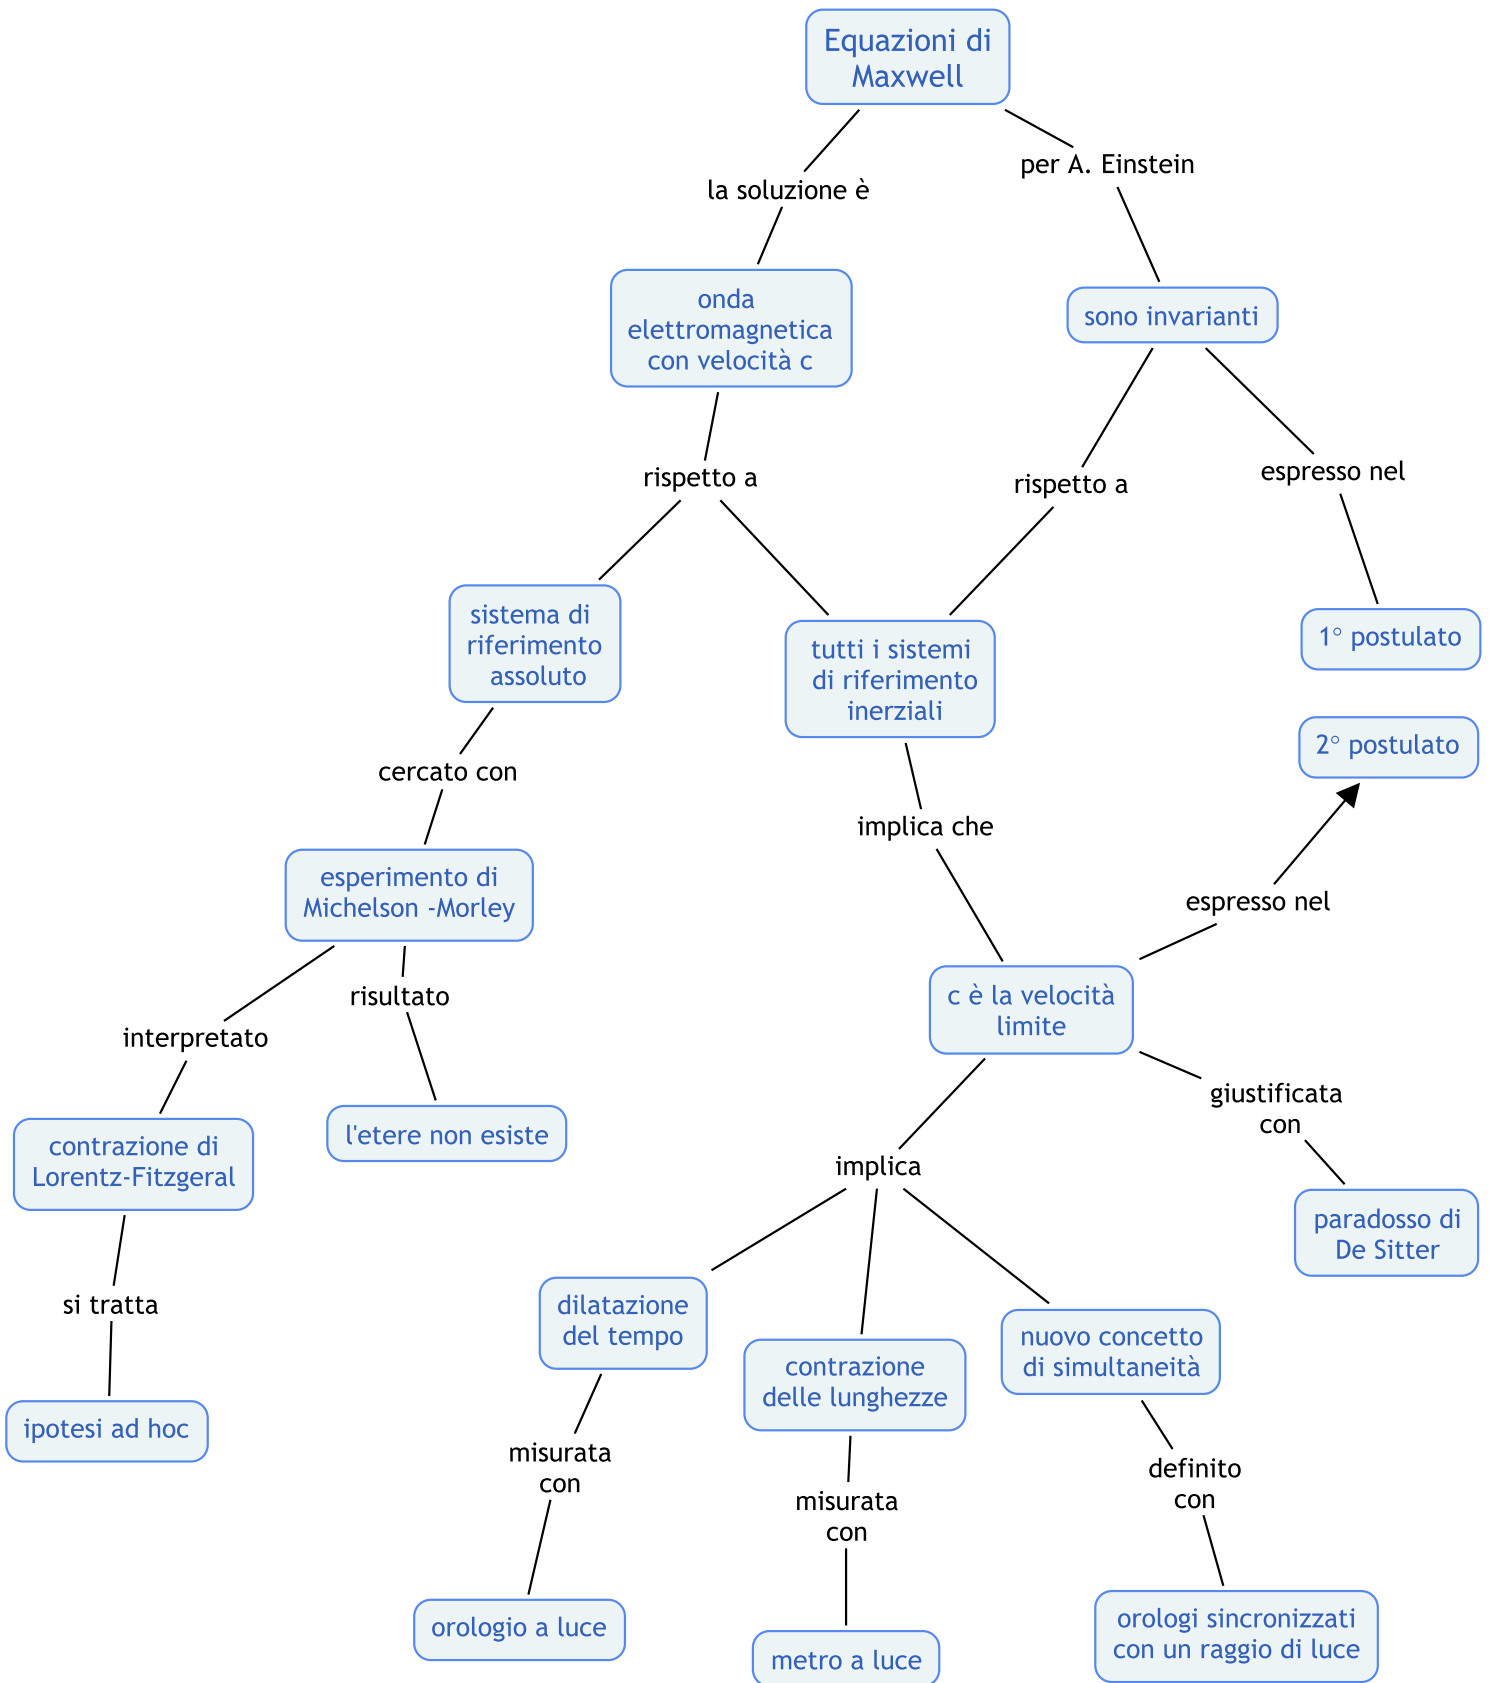 Equazioni di
Maxwell
per A. Einstein
la soluzione è
onda
elettromagnetica
con velocità c
sono invarianti
rispetto a
rispetto a
espresso nel
sistema di
riferimento
assoluto
tutti i sistemi
di riferimento
inerziali
1° postulato
2° postulato
cercato con
implica che
esperimento di
Michelson -Morley
espresso nel
risultato
c è la velocità
limite
interpretato
giustificata
con
contrazione di
Lorentz-Fitzgeral
l'etere non esiste
implica
paradosso di
De Sitter
si tratta
dilatazione
del tempo
contrazione
delle lunghezze
nuovo concetto
di simultaneità
ipotesi ad hoc
misurata
con
misurata
con
definito
con
orologio a luce
metro a luce
orologi sincronizzati
con un raggio di luce